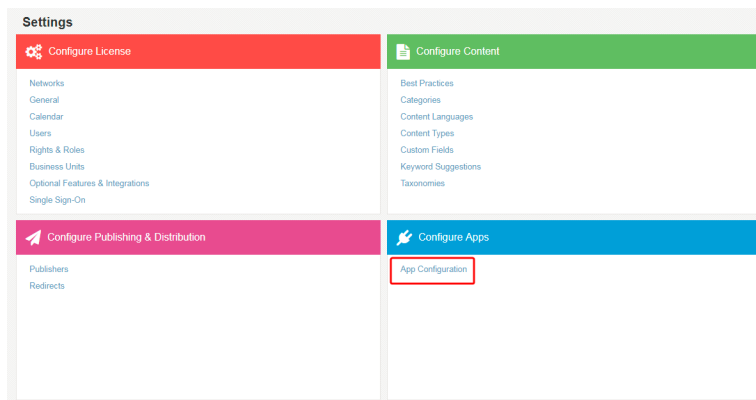 Settings
Configure License
Networks
General
Calendar
Users
Rights & Roles
Business Units
Optional Features & Integrations
Single Sign-On
Configure Content
Best Practices
Categories
Content Languages
Content Types
Custom Fields
Keyword Suggestions
Taxonomies
Configure Publishing & Distribution
Publishers
Redirects
Configure Apps
App Configuration